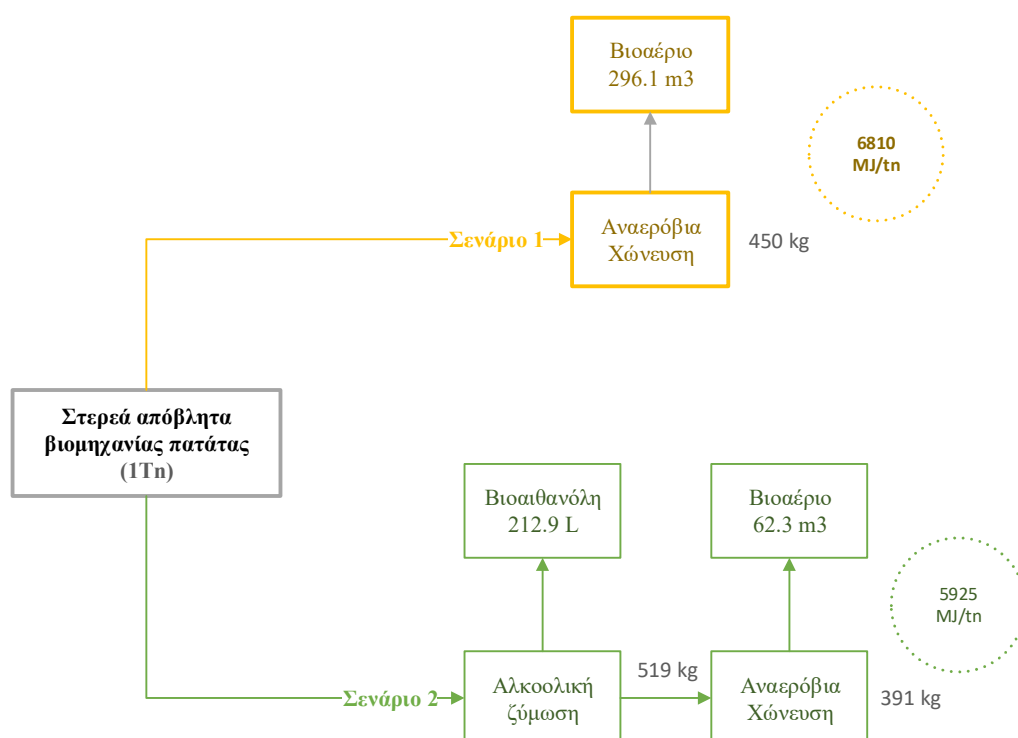 Βιοαέριο
296.1 m3
6810
MJ/tn
Αναερόβια
Χώνευση
450 kg
Σενάριο 1
Στερεά απόβλητα
βιομηχανίας πατάτας
(1Tn)
Βιοαιθανόλη
212.9 L
Βιοαέριο
62.3 m3
5925
MJ/tn
519 kg
Σενάριο 2
Αλκοολική
ζύμωση
Αναερόβια
Χώνευση
391 kg